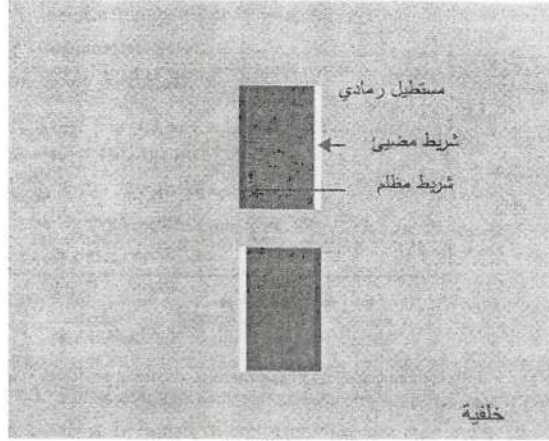 مستطيل رمادي
شريط مضيئ
شريط مظلم
خلفية